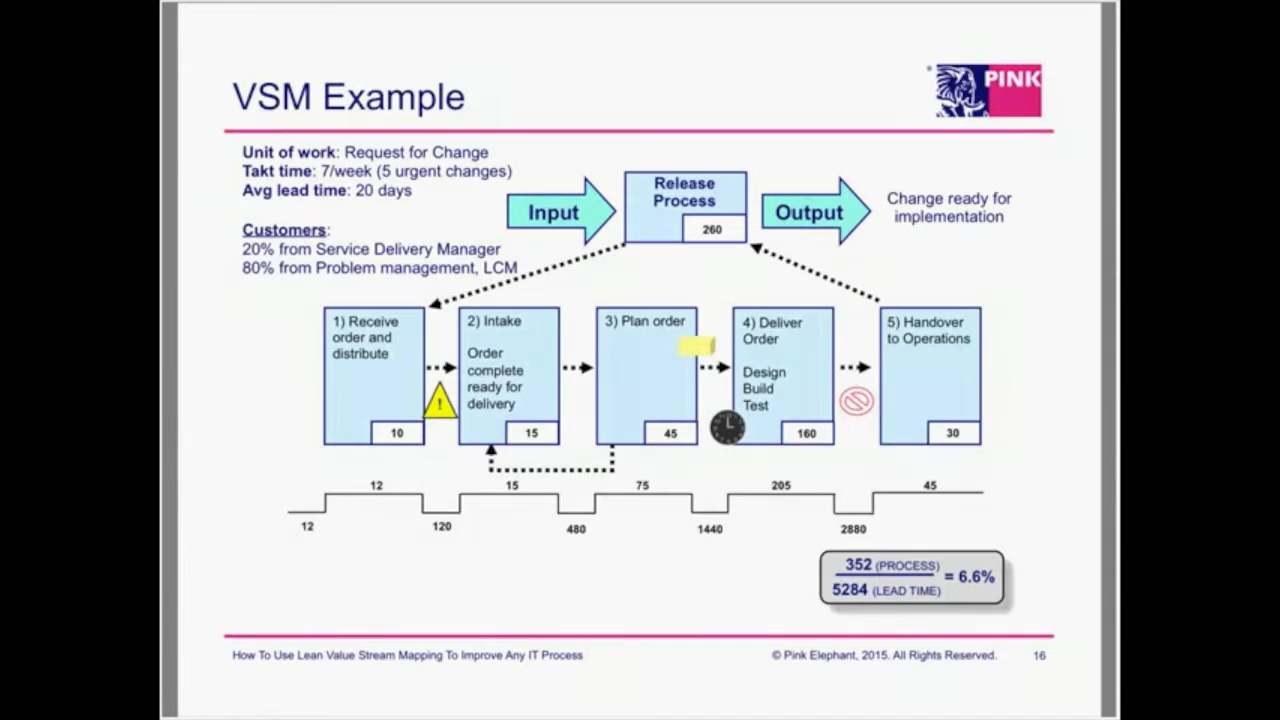 VSM Example
PINK
Unit of work: Request for Change
Takt time: 7/week (5 urgent changes)
Avg lead time: 20 days
Customers:
20% from Service Delivery Manager
80% from Problem management, LCM
Input
Release
Process
260
Output
Change ready for
implementation
1) Receive
order and
distribute
10
!
2) Intake
Order
complete
ready for
delivery
15
3) Plan order
45
4) Deliver
Order
Design
Build
Test
160
5) Handover
to Operations
30
12
15
75
205
45
12
120
480
1440
2880
352 (PROCESS)
5284 (LEAD TIME)
= 6.6%
How To Use Lean Value Stream Mapping To Improve Any IT Process
© Pink Elephant, 2015. All Rights Reserved.
16